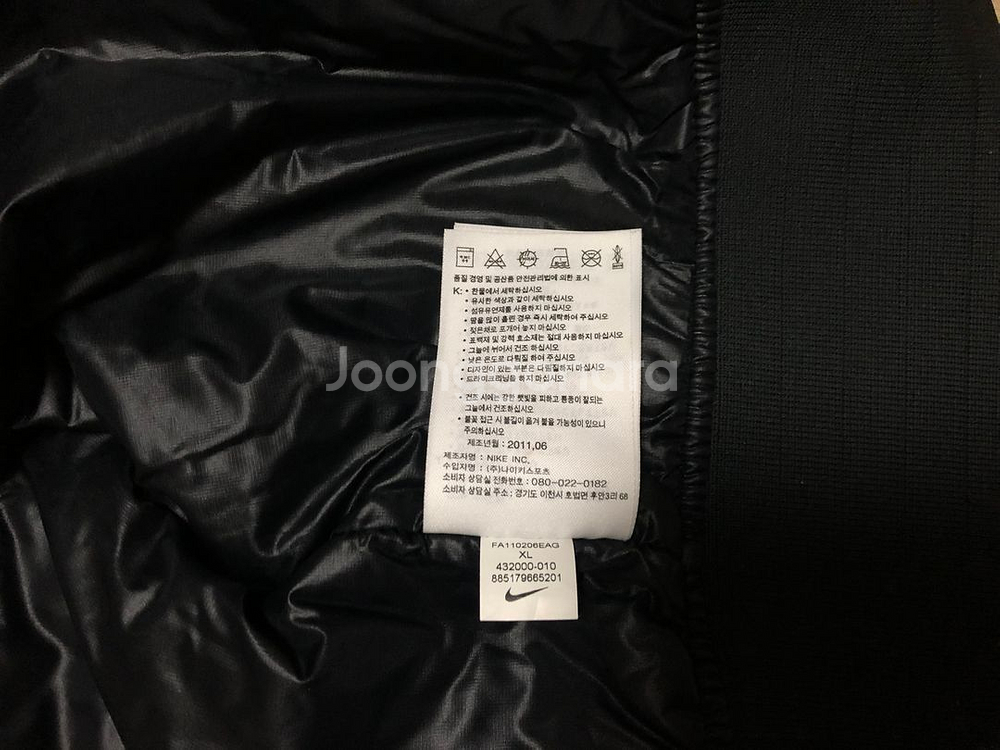 품질 경영 및 공산품 안전관리법에 의한 표시
K: • 찬물에서 세탁하십시오
• 유사한 색상과 같이 세탁하십시오
• 섬유유연제를 사용하지 마십시오
• 땀을 많이 흘린 경우 즉시 세탁하여 주십시오
• 젖은채로 포개어 놓지 마십시오
• 표백제 및 강력 효소제는 절대 사용하지 마십시오
• 그늘에 뉘어서 건조 하십시오
• 낮은 온도로 다림질 하여 주십시오
• 디자인이 있는 부분은 다림질하지 마십시오
• 드라이크리닝을 하지 마십시오
Joongonara
• 건조 시에는 강한 햇빛을 피하고 통풍이 잘되는
그늘에서 건조하십시오
• 불꽃 접근 시 불길이 옮겨 붙을 가능성이 있으니
주의하십시오
제조년월 : 2011,06
제조자명 : NIKE INC.
수입자명 : (주)나이키스포츠
소비자 상담실 전화번호 : 080-022-0182
소비자 상담실 주소 : 경기도 이천시 호법면 후안3리 68
FA110206EAG
XL
432000-010
885179665201